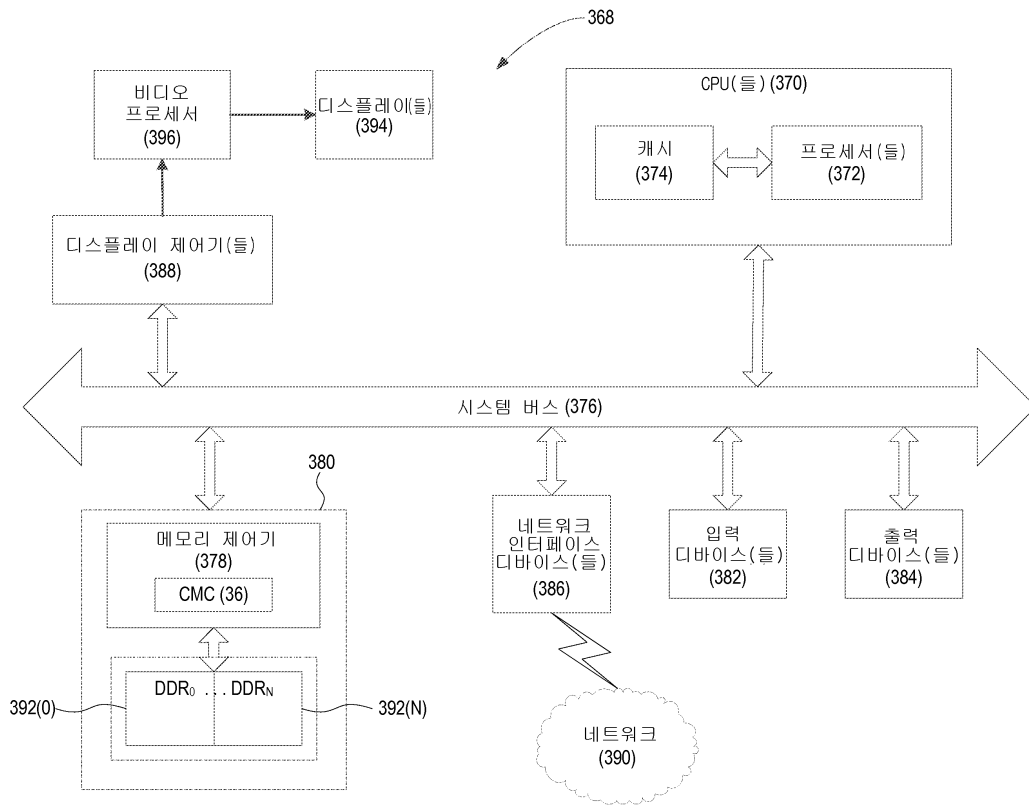 368
비디오
프로세서
(396)
디스플레이(들)
(394)
CPU(들) (370)
캐시
(374)
프로세서(들)
(372)
디스플레이 제어기(들)
(388)
시스템 버스 (376)
380
메모리 제어기
(378)
CMC (36)
DDR₀ ... DDRN
392(0)
392(N)
네트워크
인터페이스
디바이스(들)
(386)
입력
디바이스(들)
(382)
출력
디바이스(들)
(384)
네트워크
(390)